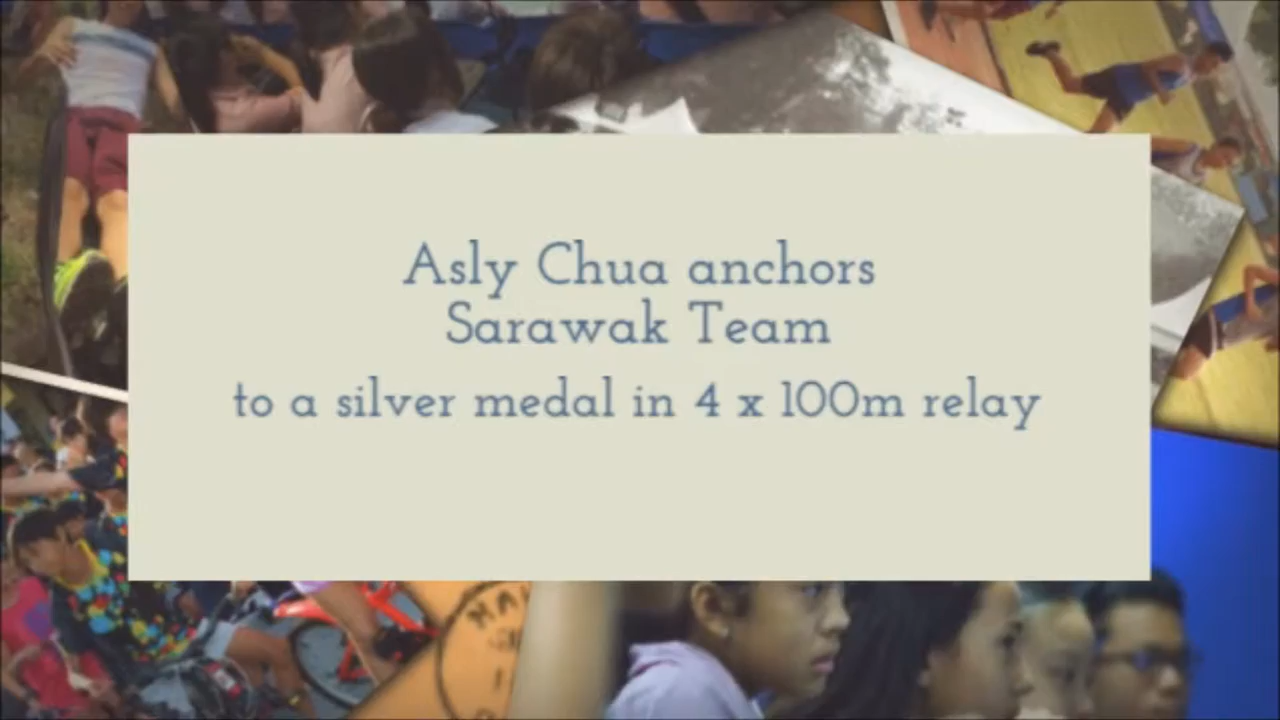 Asly Chua anchors
Sarawak Team
to a silver medal in 4 x 100m relay